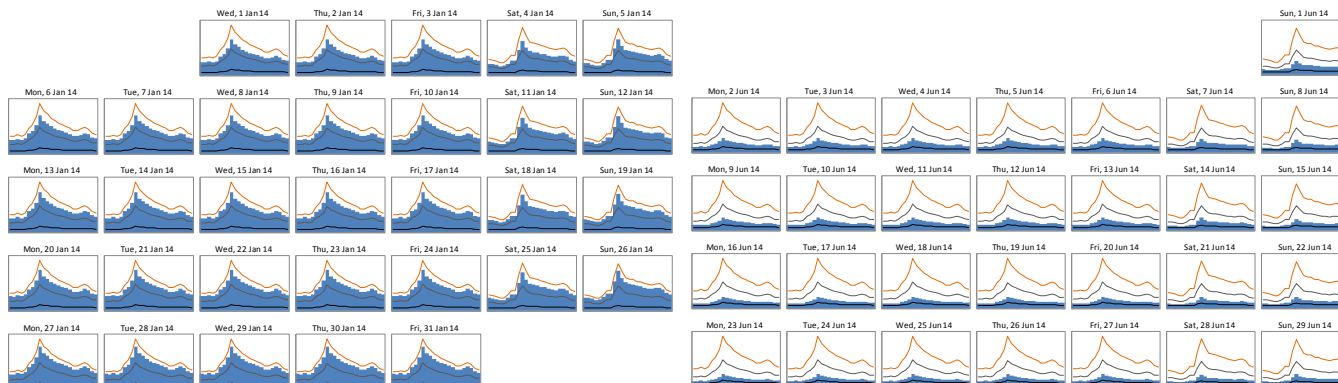 Wed, 1 Jan 14 Thu, 2 Jan 14 Fri, 3 Jan 14 Sat, 4 Jan 14 Sun, 5 Jan 14
Mon, 6 Jan 14 Tue, 7 Jan 14 Wed, 8 Jan 14 Thu, 9 Jan 14 Fri, 10 Jan 14 Sat, 11 Jan 14 Sun, 12 Jan 14
Mon, 13 Jan 14 Tue, 14 Jan 14 Wed, 15 Jan 14 Thu, 16 Jan 14 Fri, 17 Jan 14 Sat, 18 Jan 14 Sun, 19 Jan 14
Mon, 20 Jan 14 Tue, 21 Jan 14 Wed, 22 Jan 14 Thu, 23 Jan 14 Fri, 24 Jan 14 Sat, 25 Jan 14 Sun, 26 Jan 14
Mon, 27 Jan 14 Tue, 28 Jan 14 Wed, 29 Jan 14 Thu, 30 Jan 14 Fri, 31 Jan 14
Sun, 1 Jun 14
Mon, 2 Jun 14 Tue, 3 Jun 14 Wed, 4 Jun 14 Thu, 5 Jun 14 Fri, 6 Jun 14 Sat, 7 Jun 14 Sun, 8 Jun 14
Mon, 9 Jun 14 Tue, 10 Jun 14 Wed, 11 Jun 14 Thu, 12 Jun 14 Fri, 13 Jun 14 Sat, 14 Jun 14 Sun, 15 Jun 14
Mon, 16 Jun 14 Tue, 17 Jun 14 Wed, 18 Jun 14 Thu, 19 Jun 14 Fri, 20 Jun 14 Sat, 21 Jun 14 Sun, 22 Jun 14
Mon, 23 Jun 14 Tue, 24 Jun 14 Wed, 25 Jun 14 Thu, 26 Jun 14 Fri, 27 Jun 14 Sat, 28 Jun 14 Sun, 29 Jun 14